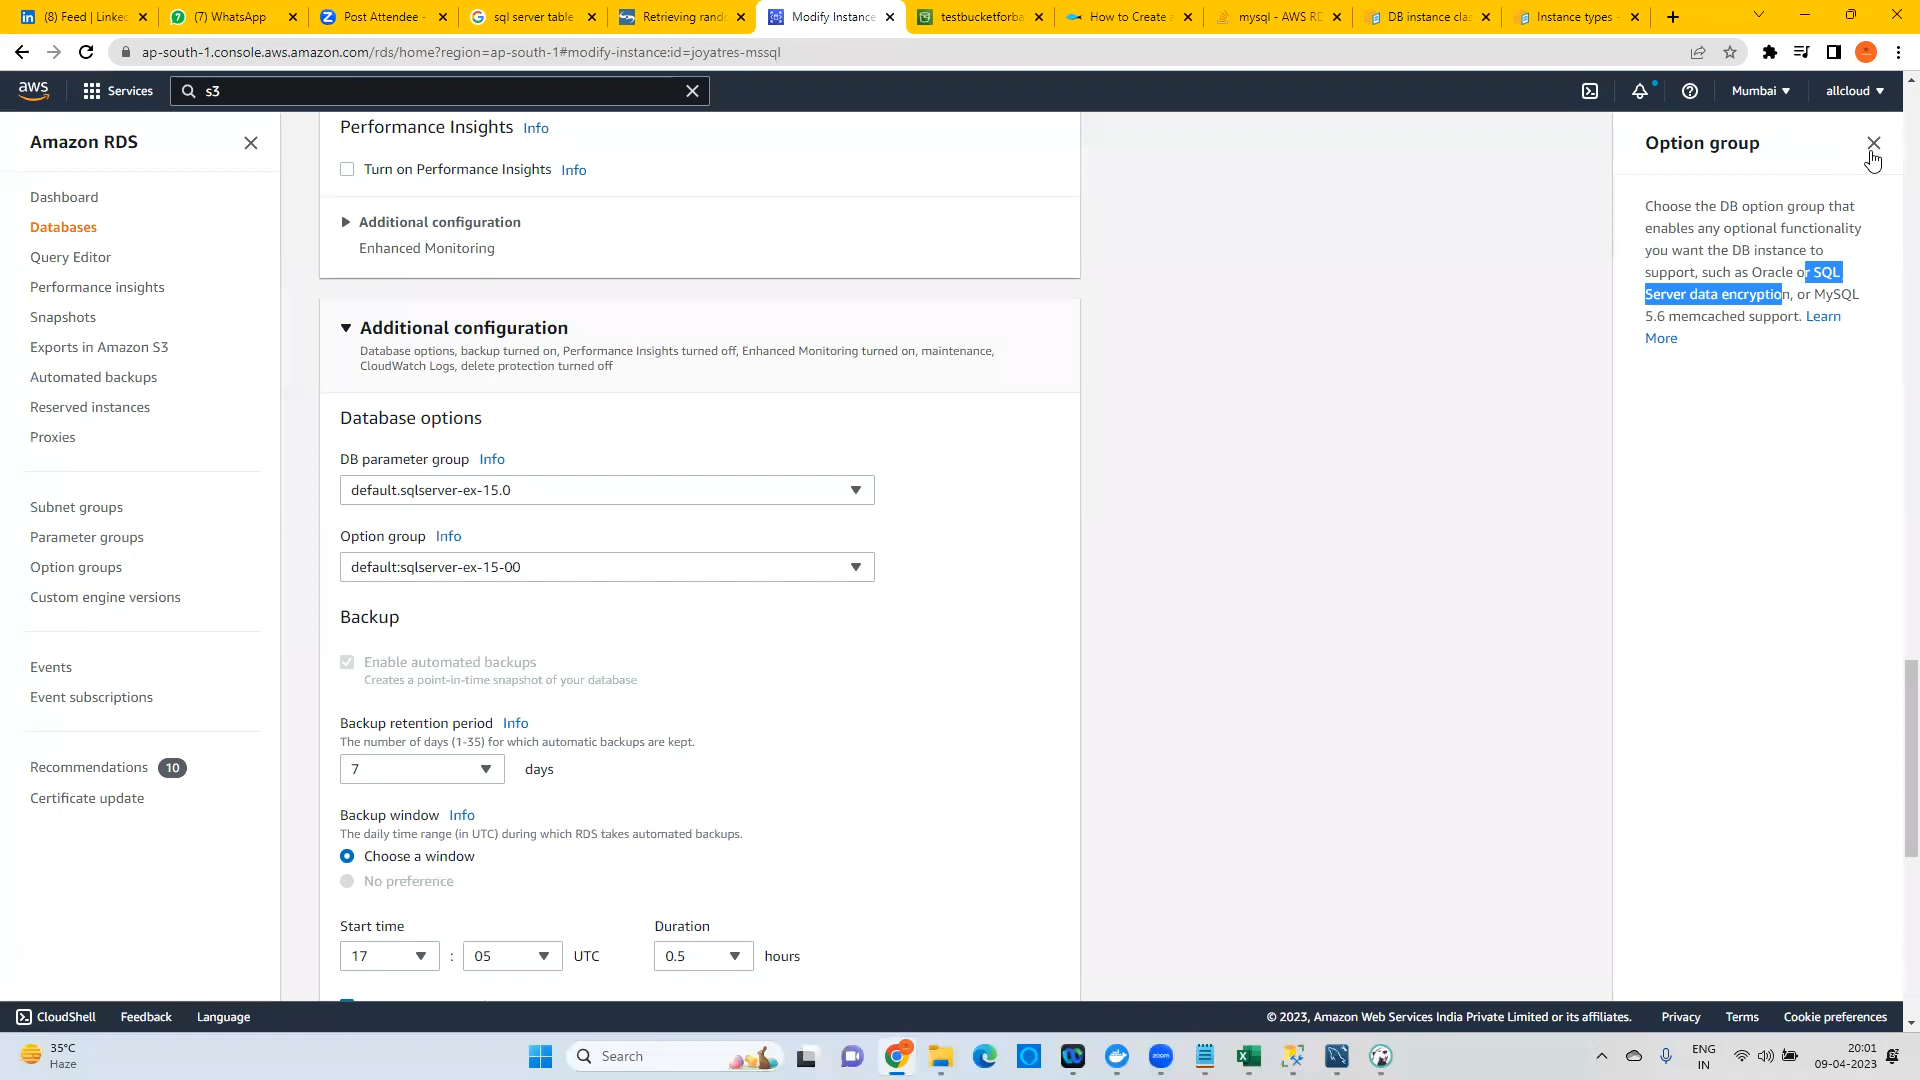 (8) Feed | Linked
(7) WhatsApp
Post Attendee -
sql server table
Retrieving rand
Modify Instance
testbucketforba
How to Create
mysql - AWS RD
DB instance clas
Instance types -
ap-south-1.console.aws.amazon.com/rds/home?region=ap-south-1#modify-instance:id=joyatres-mssql
aws
Services
s3
Mumbai
allcloud
Amazon RDS
Dashboard
Databases
Query Editor
Performance insights
Snapshots
Exports in Amazon S3
Automated backups
Reserved instances
Proxies
Subnet groups
Parameter groups
Option groups
Custom engine versions
Events
Event subscriptions
Recommendations 10
Certificate update
Performance Insights Info
Turn on Performance Insights Info
Additional configuration
Enhanced Monitoring
Additional configuration
Database options, backup turned on, Performance Insights turned off, Enhanced Monitoring turned on, maintenance,
CloudWatch Logs, delete protection turned off
Database options
DB parameter group Info
default.sqlserver-ex-15.0
Option group Info
default:sqlserver-ex-15-00
Backup
Enable automated backups
Creates a point-in-time snapshot of your database
Backup retention period Info
The number of days (1-35) for which automatic backups are kept.
7 days
Backup window Info
The daily time range (in UTC) during which RDS takes automated backups.
Choose a window
No preference
Start time Duration
17 : 05 UTC 0.5 hours
Option group
Choose the DB option group that
enables any optional functionality
you want the DB instance to
support, such as Oracle or SQL
Server data encryption, or MySQL
5.6 memcached support. Learn
More
CloudShell Feedback Language
© 2023, Amazon Web Services India Private Limited or its affiliates. Privacy Terms Cookie preferences
35°C
Haze
Search
zoom
ENG
IN
20:01
09-04-2023